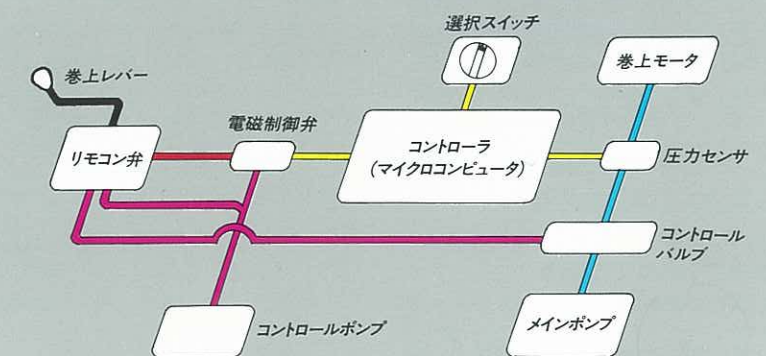 選択スイッチ
巻上モータ
巻上レバー
電磁制御弁
コントローラ
(マイクロコンピュータ)
リモコン弁
圧力センサ
コントロール
バルブ
コントロールポンプ
メインポンプ